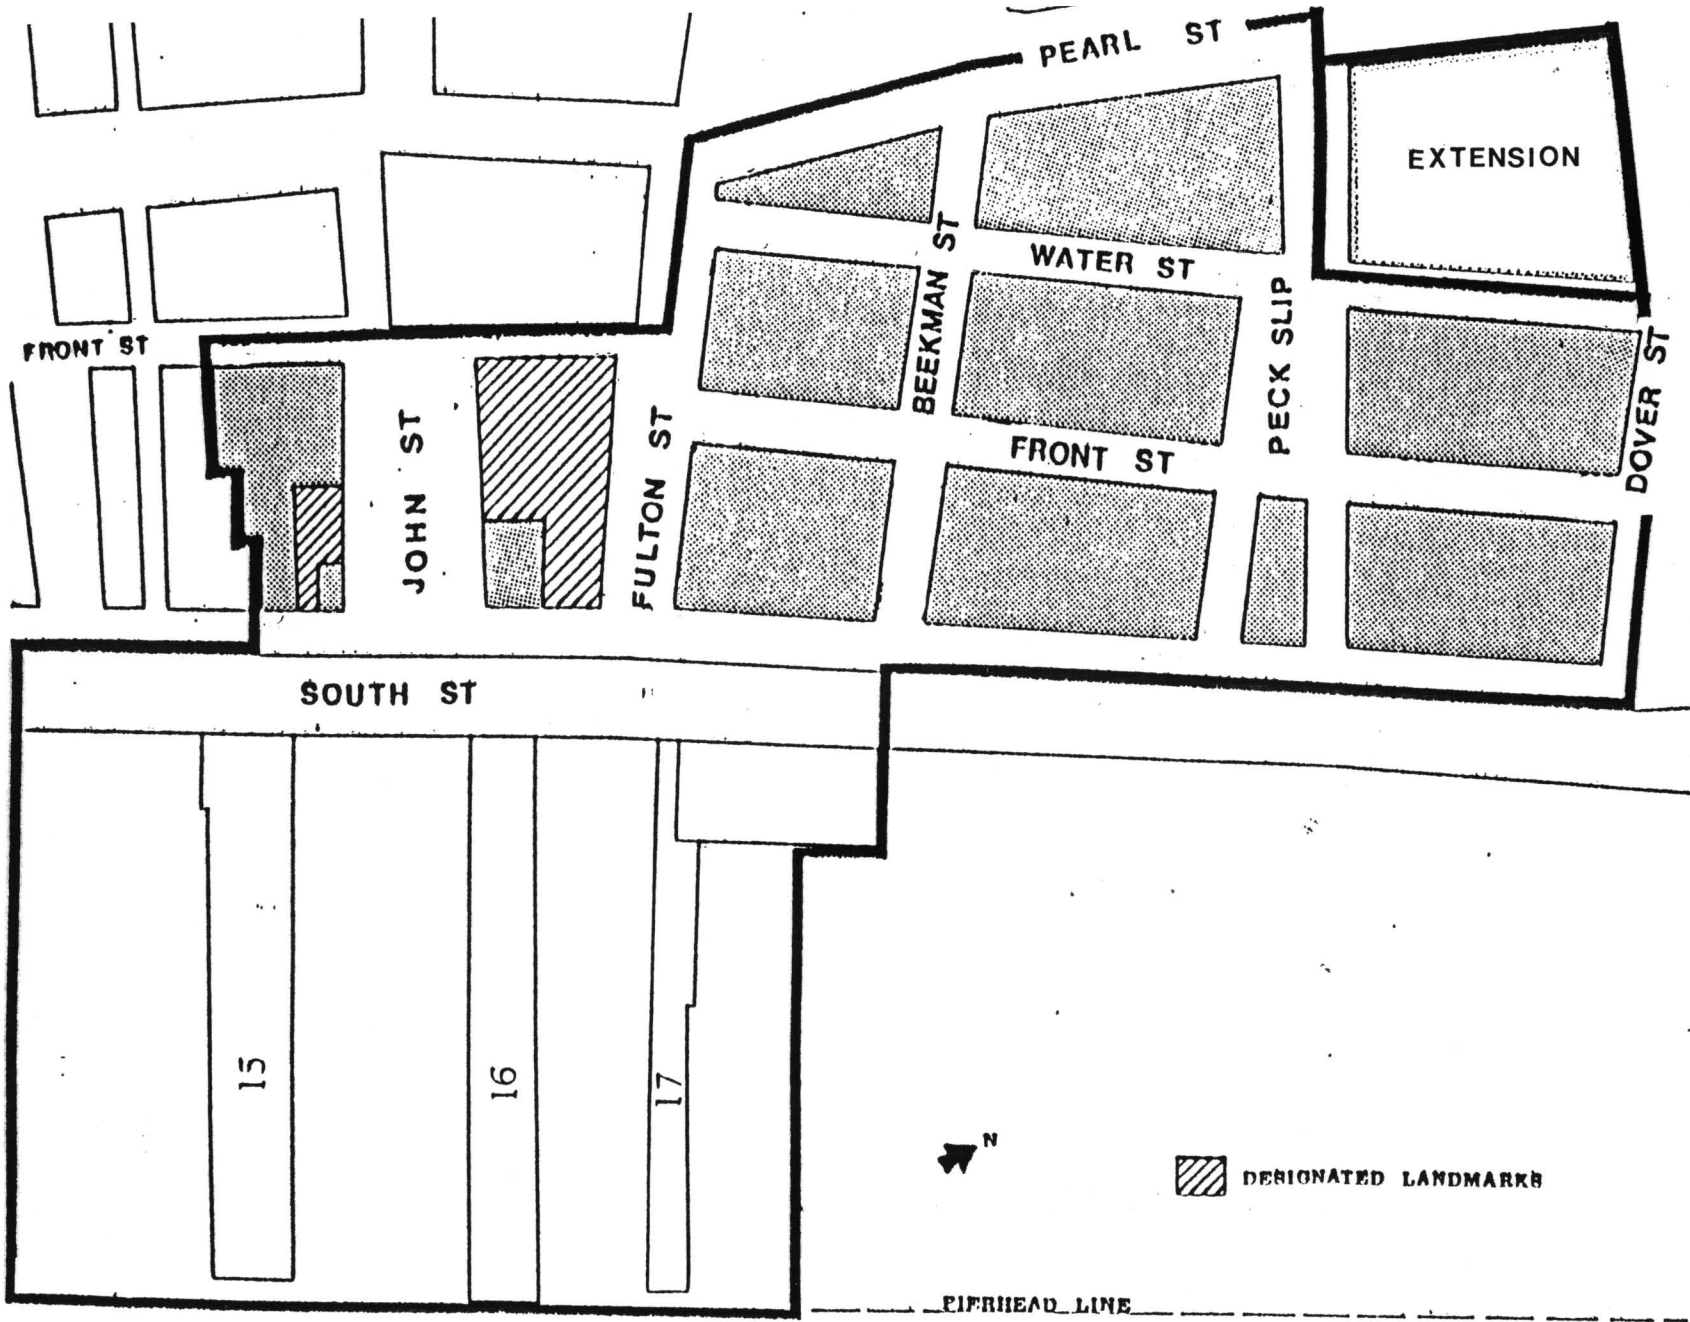 PEARL ST
EXTENSION
WATER ST
BEEKMAN ST
PECK SLIP
FRONT ST
DOVER ST
FRONT ST
JOHN ST
FULTON ST
SOUTH ST
15
16
17
N
DESIGNATED LANDMARKS
PIERHEAD LINE